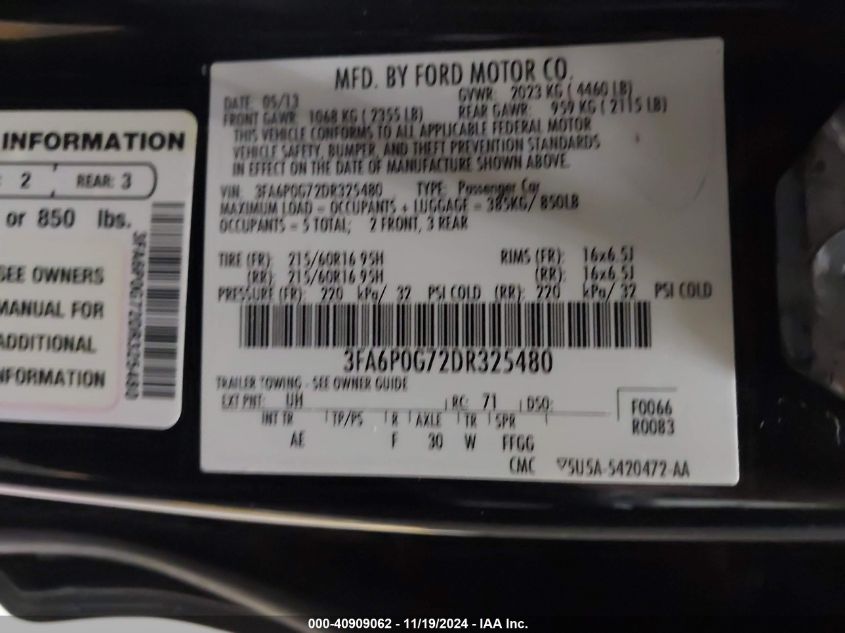 INFORMATION
2 REAR: 3
or 850 lbs.
SEE OWNERS
MANUAL FOR
ADDITIONAL
INFORMATION
3FA6P0G72DR325480
MFD. BY FORD MOTOR CO.
DATE: 05/13 GVWR: 2023 KG ( 4460 LB)
FRONT GAWR: 1068 KG ( 2355 LB) REAR GAWR: 959 KG ( 2115 LB)
THIS VEHICLE CONFORMS TO ALL APPLICABLE FEDERAL MOTOR
VEHICLE SAFETY, BUMPER, AND THEFT PREVENTION STANDARDS
IN EFFECT ON THE DATE OF MANUFACTURE SHOWN ABOVE.
VIN: 3FA6P0G72DR325480 TYPE: Passenger Car
MAXIMUM LOAD = OCCUPANTS + LUGGAGE = 385KG/ 850LB
OCCUPANTS = 5 TOTAL; 2 FRONT, 3 REAR
TIRE (FR): 215/60R16 95H RIMS (FR): 16x6.5J
(RR): 215/60R16 95H (RR): 16x6.5J
PRESSURE (FR): 220 kPa/ 32 PSI COLD (RR): 220 kPa/ 32 PSI COLD
3FA6P0G72DR325480
TRAILER TOWING - SEE OWNER GUIDE
EXT PNT: UH RC: 71 DSO: F0066
INT TR TP/PS R AXLE TR SPR R0083
AE F 30 W FFGG
CMC 5U5A-5420472-AA
000-40909062 - 11/19/2024 - IAA Inc.